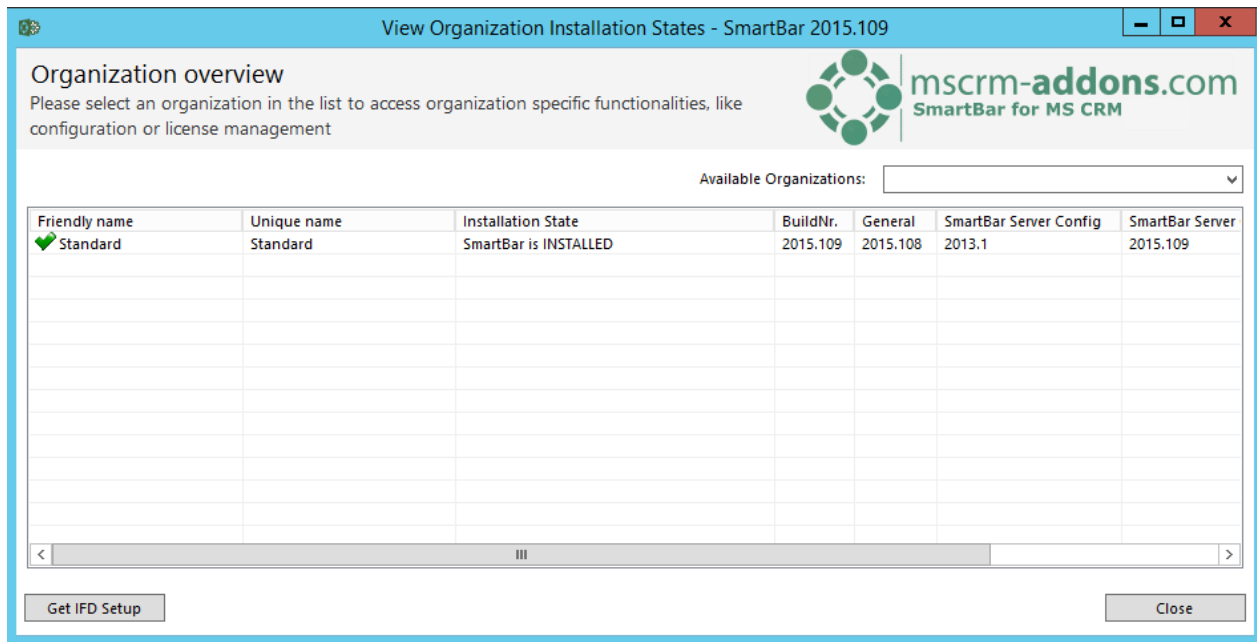 View Organization Installation States - SmartBar 2015.109
Organization overview
Please select an organization in the list to access organization specific functionalities, like
configuration or license management
mscrm-addons.com
SmartBar for MS CRM
Available Organizations:
Friendly name Unique name Installation State BuildNr. General SmartBar Server Config SmartBar Server
Standard Standard SmartBar is INSTALLED 2015.109 2015.108 2013.1 2015.109
Get IFD Setup Close